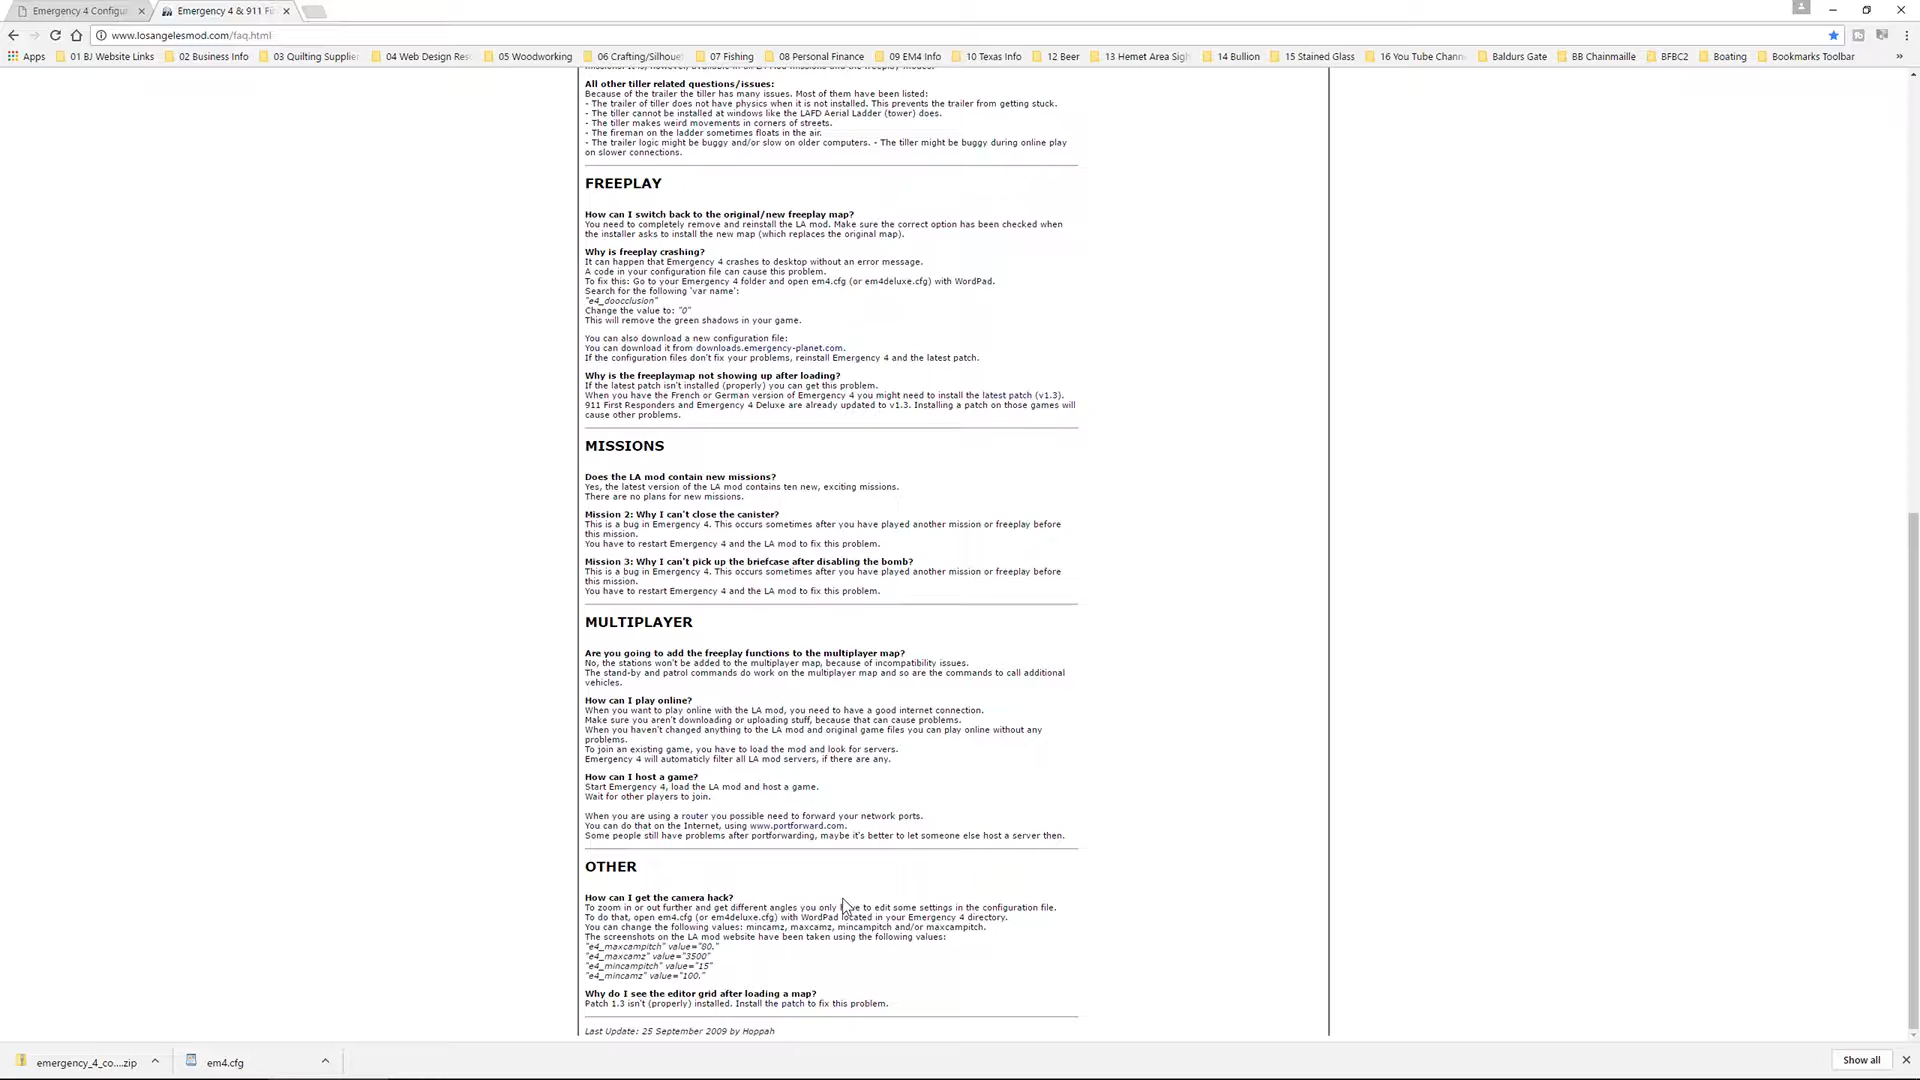 Emergency 4 Configu
Emergency 4 & 911 Fi
www.losangelesmod.com/faq.html
Apps
01 BJ Website Links
02 Business Info
03 Quilting Supplier
04 Web Design Res
05 Woodworking
06 Crafting/Silhou
07 Fishing
08 Personal Finance
09 EM4 Info
10 Texas Info
12 Beer
13 Hemet Area Sigh
14 Bullion
15 Stained Glass
16 You Tube Chann
Baldurs Gate
BB Chainmaille
BFBC2
Boating
Bookmarks Toolbar
All other tiller related questions/issues:
Because of the trailer the tiller has many issues. Most of them have been listed:
- The trailer of tiller does not have physics when it is not installed. This prevents the trailer from getting stuck.
- The tiller cannot be installed at windows like the LAFD Aerial Ladder (tower) does.
- The tiller makes weird movements in corners of streets.
- The fireman on the ladder sometimes floats in the air.
- The trailer logic might be buggy and/or slow on older computers. - The tiller might be buggy during online play
on slower connections.
FREEPLAY
How can I switch back to the original/new freeplay map?
You need to completely remove and reinstall the LA mod. Make sure the correct option has been checked when
the installer asks to install the new map (which replaces the original map).
Why is freeplay crashing?
It can happen that Emergency 4 crashes to desktop without an error message.
A code in your configuration file can cause this problem.
To fix this: Go to your Emergency 4 folder and open em4.cfg (or em4deluxe.cfg) with WordPad.
Search for the following 'var name':
"e4_doocclusion"
Change the value to: "0"
This will remove the green shadows in your game.
You can also download a new configuration file:
You can download it from downloads.emergency-planet.com.
If the configuration files don't fix your problems, reinstall Emergency 4 and the latest patch.
Why is the freeplaymap not showing up after loading?
If the latest patch isn't installed (properly) you can get this problem.
When you have the French or German version of Emergency 4 you might need to install the latest patch (v1.3).
911 First Responders and Emergency 4 Deluxe are already updated to v1.3. Installing a patch on those games will
cause other problems.
MISSIONS
Does the LA mod contain new missions?
Yes, the latest version of the LA mod contains ten new, exciting missions.
There are no plans for new missions.
Mission 2: Why I can't close the canister?
This is a bug in Emergency 4. This occurs sometimes after you have played another mission or freeplay before
this mission.
You have to restart Emergency 4 and the LA mod to fix this problem.
Mission 3: Why I can't pick up the briefcase after disabling the bomb?
This is a bug in Emergency 4. This occurs sometimes after you have played another mission or freeplay before
this mission.
You have to restart Emergency 4 and the LA mod to fix this problem.
MULTIPLAYER
Are you going to add the freeplay functions to the multiplayer map?
No, the stations won't be added to the multiplayer map, because of incompatibility issues.
The stand-by and patrol commands do work on the multiplayer map and so are the commands to call additional
vehicles.
How can I play online?
When you want to play online with the LA mod, you need to have a good internet connection.
Make sure you aren't downloading or uploading stuff, because that can cause problems.
When you haven't changed anything to the LA mod and original game files you can play online without any
problems.
To join an existing game, you have to load the mod and look for servers.
Emergency 4 will automaticly filter all LA mod servers, if there are any.
How can I host a game?
Start Emergency 4, load the LA mod and host a game.
Wait for other players to join.
When you are using a router you possible need to forward your network ports.
You can do that on the Internet, using www.portforward.com.
Some people still have problems after portforwarding, maybe it's better to let someone else host a server then.
OTHER
How can I get the camera hack?
To zoom in or out further and get different angles you only have to edit some settings in the configuration file.
To do that, open em4.cfg (or em4deluxe.cfg) with WordPad located in your Emergency 4 directory.
You can change the following values: mincamz, maxcamz, mincampitch and/or maxcampitch.
The screenshots on the LA mod website have been taken using the following values:
"e4_maxcampitch" value="80."
"e4_maxcamz" value="3500"
"e4_mincampitch" value="15"
"e4_mincamz" value="100."
Why do I see the editor grid after loading a map?
Patch 1.3 isn't (properly) installed. Install the patch to fix this problem.
Last Update: 25 September 2009 by Hoppah
emergency_4_co....zip
em4.cfg
Show all